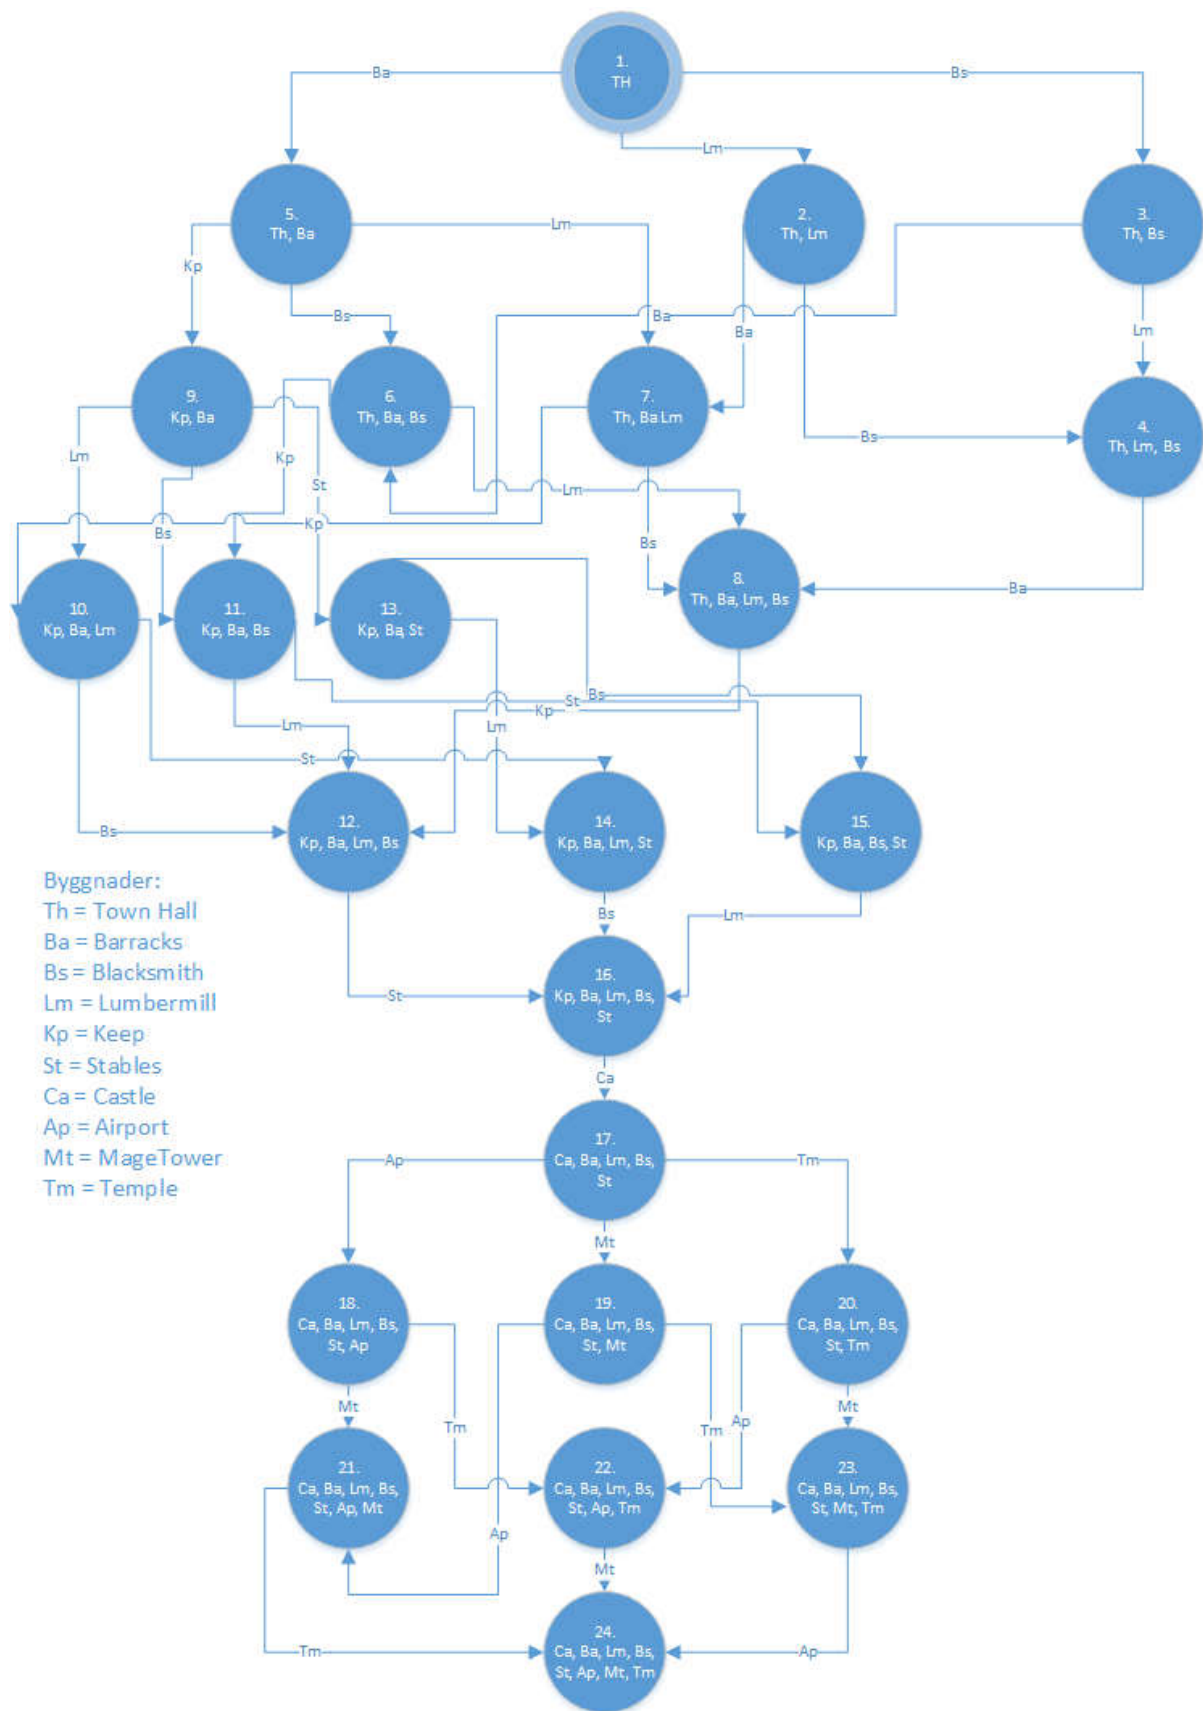 1.
TH
Ba
Bs
Lm
5.
Th, Ba
2.
Th, Lm
3.
Th, Bs
Lm
Kp
Bs
Ba
Ba
Lm
9.
Kp, Ba
6.
Th, Ba, Bs
7.
Th, Ba Lm
4.
Th, Lm, Bs
Bs
Lm
Kp
St
Lm
Bs
Kp
Bs
8.
Th, Ba, Lm, Bs
Ba
10.
Kp, Ba, Lm
11.
Kp, Ba, Bs
13.
Kp, Ba, St
Bs
St
Kp
Lm
Lm
St
12.
Kp, Ba, Lm, Bs
14.
Kp, Ba, Lm, St
15.
Kp, Ba, Bs, St
Bs
Byggnader:
Th = Town Hall
Ba = Barracks
Bs = Blacksmith
Lm = Lumbermill
Kp = Keep
St = Stables
Ca = Castle
Ap = Airport
Mt = MageTower
Tm = Temple
Bs
Lm
16.
Kp, Ba, Lm, Bs,
St
St
Ca
17.
Ca, Ba, Lm, Bs,
St
Ap
Tm
Mt
18.
Ca, Ba, Lm, Bs,
St, Ap
19.
Ca, Ba, Lm, Bs,
St, Mt
20.
Ca, Ba, Lm, Bs,
St, Tm
Mt
Tm
Tm
Ap
Mt
21.
Ca, Ba, Lm, Bs,
St, Ap, Mt
22.
Ca, Ba, Lm, Bs,
St, Ap, Tm
23.
Ca, Ba, Lm, Bs,
St, Mt, Tm
Ap
Mt
24.
Ca, Ba, Lm, Bs,
St, Ap, Mt, Tm
Tm
Ap